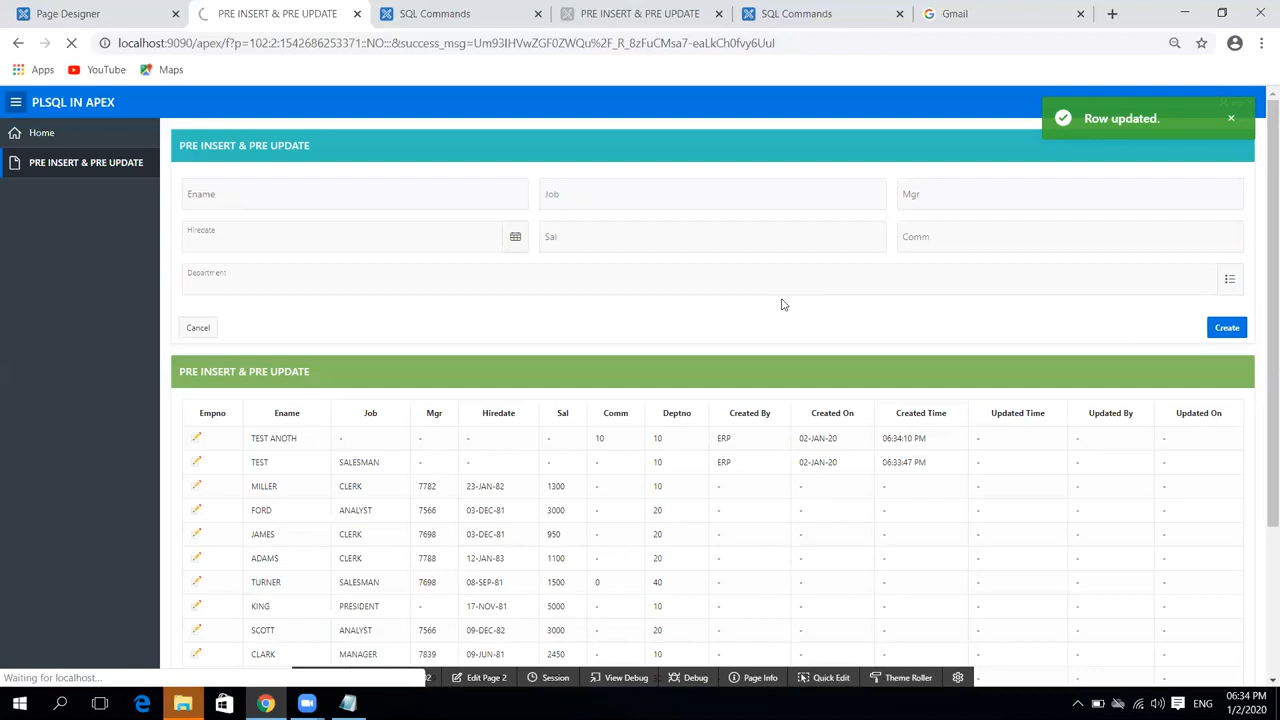 Page Designer PRE INSERT & PRE UPDATE SQL Commands PRE INSERT & PRE UPDATE SQL Commands Gmail
localhost:9090/apex/f?p=102:2:1542686253371::NO:::&success_msg=Um93IHVwZGF0ZWQu%2F_R_8zFuCMsa7-eaLkCh0fvy6UuI
Apps YouTube Maps
PLSQL IN APEX
Row updated.
Home
PRE INSERT & PRE UPDATE
PRE INSERT & PRE UPDATE
Ename Job Mgr
Hiredate Sal Comm
Department
Cancel Create
PRE INSERT & PRE UPDATE
Empno Ename Job Mgr Hiredate Sal Comm Deptno Created By Created On Created Time Updated Time Updated By Updated On
TEST ANOTH - - - - 10 10 ERP 02-JAN-20 06:34:10 PM - - -
TEST SALESMAN - - - - 10 ERP 02-JAN-20 06:33:47 PM - - -
MILLER CLERK 7782 23-JAN-82 1300 - 10 - - - - - -
FORD ANALYST 7566 03-DEC-81 3000 - 20 - - - - - -
JAMES CLERK 7698 03-DEC-81 950 - 20 - - - - - -
ADAMS CLERK 7788 12-JAN-83 1100 - 20 - - - - - -
TURNER SALESMAN 7698 08-SEP-81 1500 0 40 - - - - - -
KING PRESIDENT - 17-NOV-81 5000 - 10 - - - - - -
SCOTT ANALYST 7566 09-DEC-82 3000 - 20 - - - - - -
CLARK MANAGER 7839 09-JUN-81 2450 - 10 - - - - - -
Waiting for localhost... 02 Edit Page 2 Session View Debug Debug Page Info Quick Edit Theme Roller
ENG
06:34 PM
1/2/2020